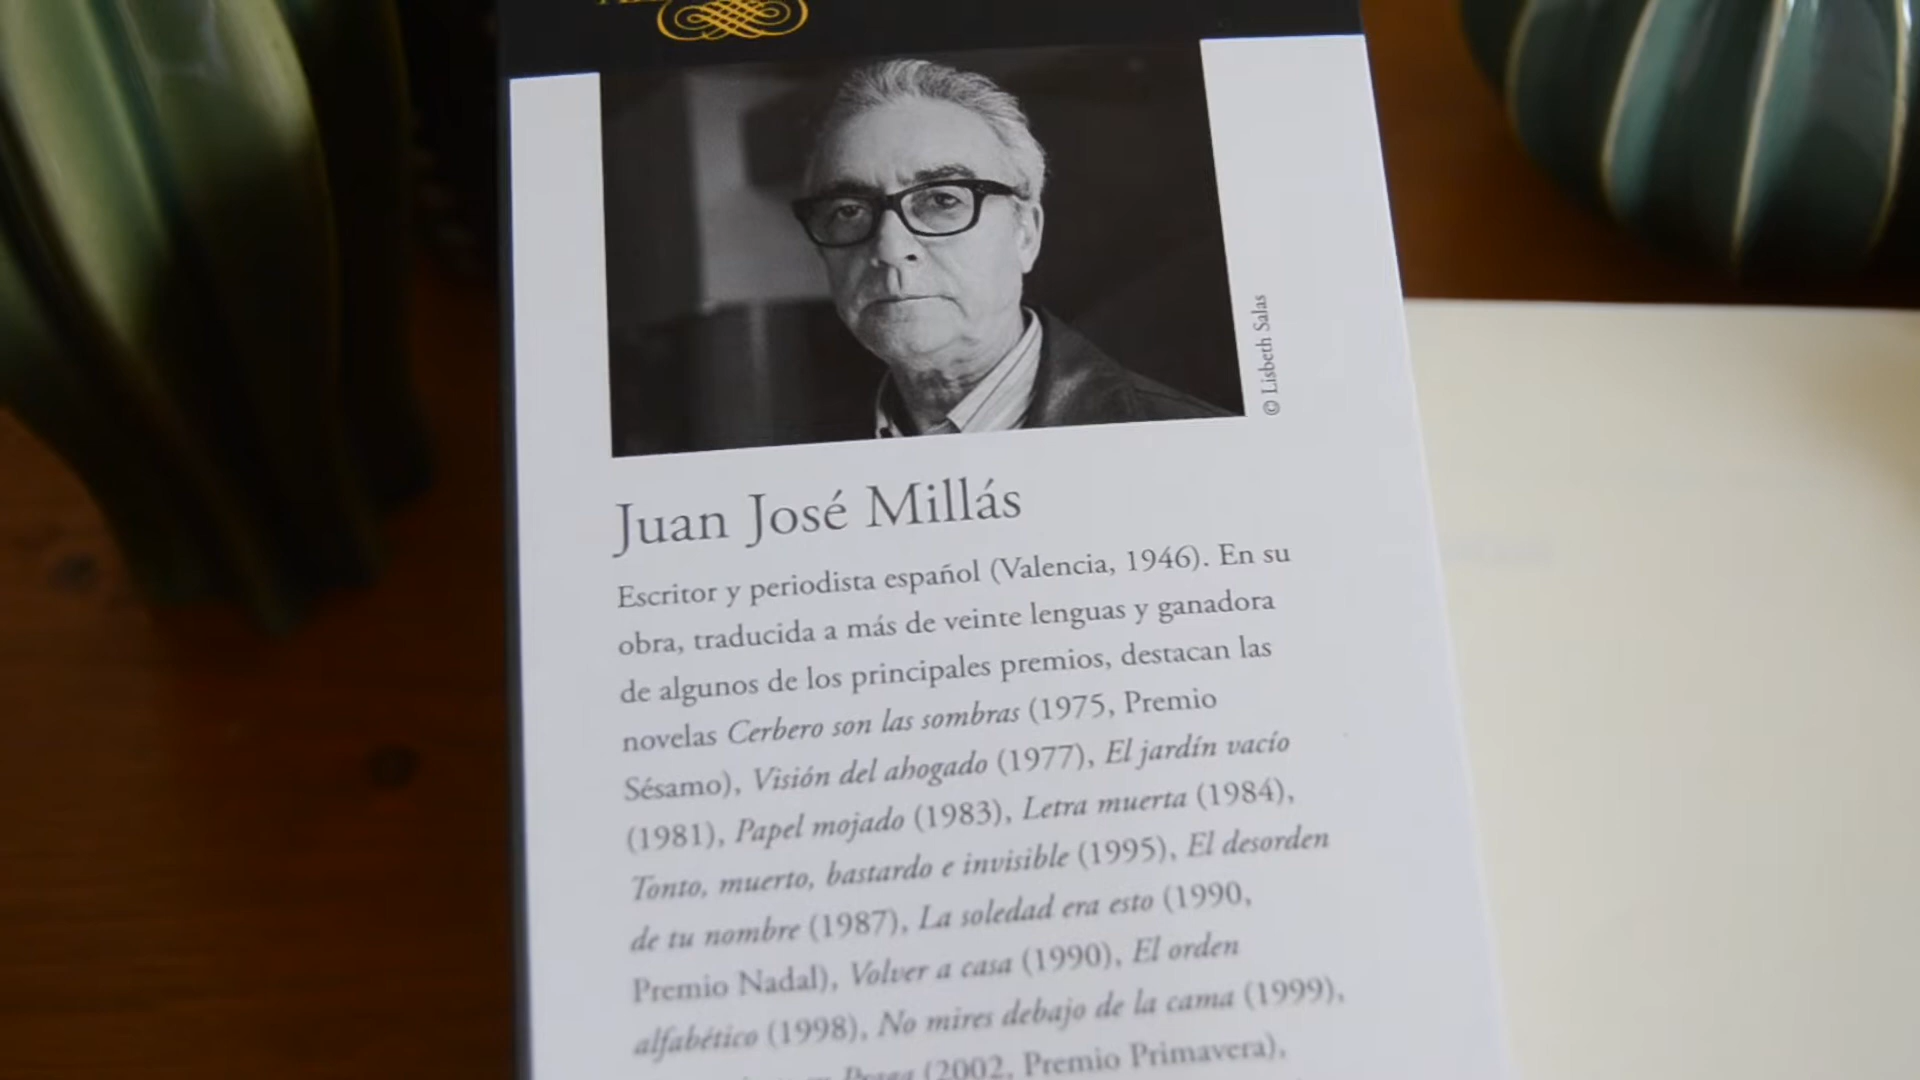 © Lisbeth Salas
Juan José Millás
Escritor y periodista español (Valencia, 1946). En su
obra, traducida a más de veinte lenguas y ganadora
de algunos de los principales premios, destacan las
novelas Cerbero son las sombras (1975, Premio
Sésamo), Visión del ahogado (1977), El jardín vacío
(1981), Papel mojado (1983), Letra muerta (1984),
Tonto, muerto, bastardo e invisible (1995), El desorden
de tu nombre (1987), La soledad era esto (1990,
Premio Nadal), Volver a casa (1990), El orden
alfabético (1998), No mires debajo de la cama (1999),
Praga (2002, Premio Primavera),